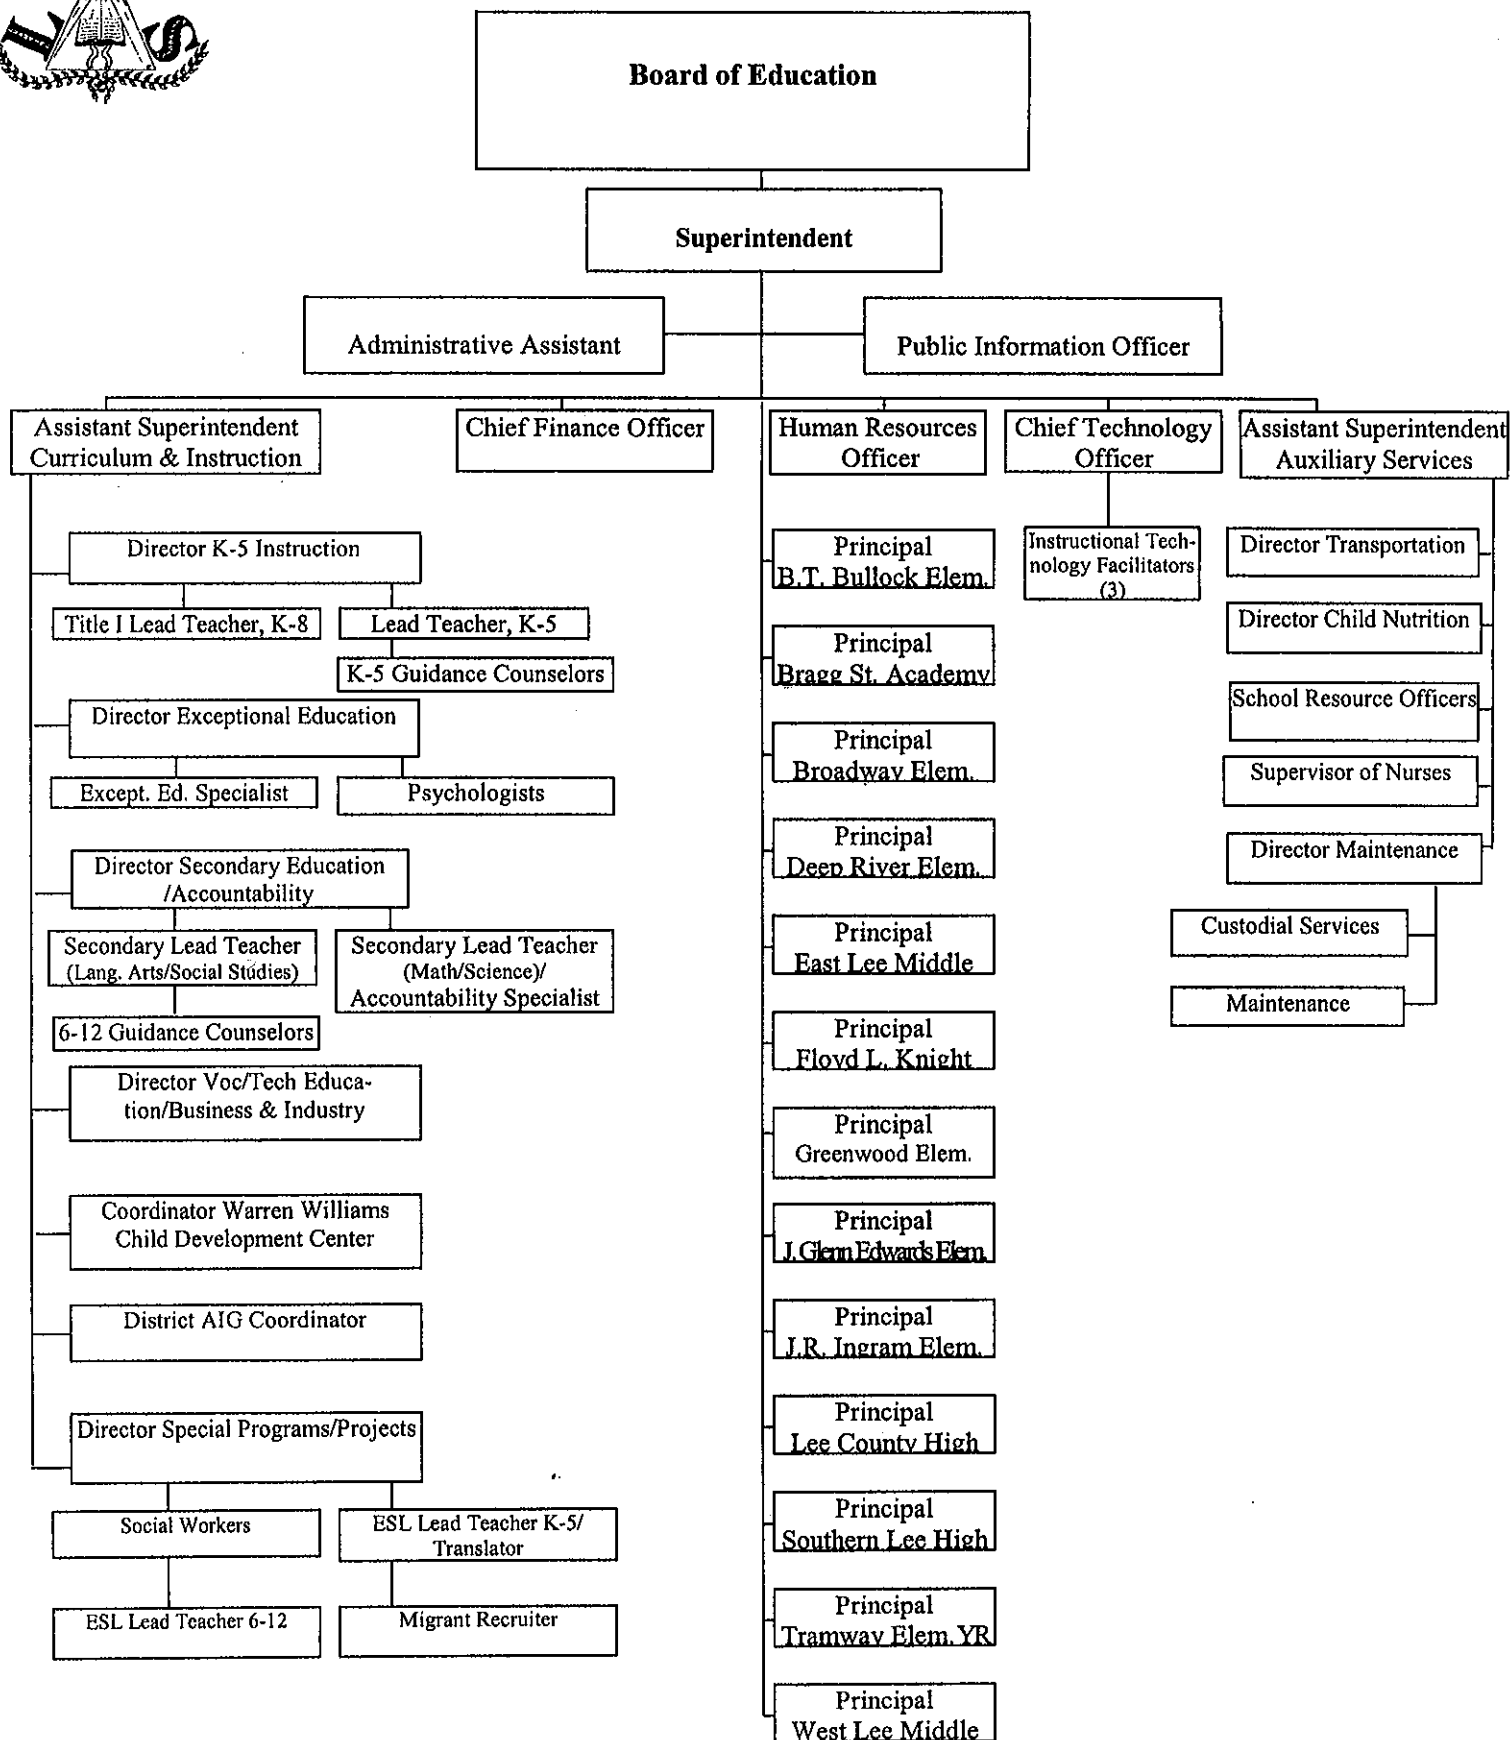 L S
Board of Education
Superintendent
Administrative Assistant
Public Information Officer
Assistant Superintendent
Curriculum & Instruction
Chief Finance Officer
Human Resources
Officer
Chief Technology
Officer
Assistant Superintendent
Auxiliary Services
Director K-5 Instruction
Title I Lead Teacher, K-8
Lead Teacher, K-5
K-5 Guidance Counselors
Director Exceptional Education
Except. Ed. Specialist
Psychologists
Director Secondary Education
/Accountability
Secondary Lead Teacher
(Lang. Arts/Social Studies)
Secondary Lead Teacher
(Math/Science)/
Accountability Specialist
6-12 Guidance Counselors
Director Voc/Tech Educa-
tion/Business & Industry
Coordinator Warren Williams
Child Development Center
District AIG Coordinator
Director Special Programs/Projects
Social Workers
ESL Lead Teacher K-5/
Translator
ESL Lead Teacher 6-12
Migrant Recruiter
Principal
B.T. Bullock Elem.
Principal
Bragg St. Academy
Principal
Broadway Elem.
Principal
Deep River Elem.
Principal
East Lee Middle
Principal
Floyd L. Knight
Principal
Greenwood Elem.
Principal
J. Glenn Edwards Elem.
Principal
J.R. Ingram Elem.
Principal
Lee County High
Principal
Southern Lee High
Principal
Tramway Elem. YR
Principal
West Lee Middle
Instructional Tech-
nology Facilitators
(3)
Director Transportation
Director Child Nutrition
School Resource Officers
Supervisor of Nurses
Director Maintenance
Custodial Services
Maintenance